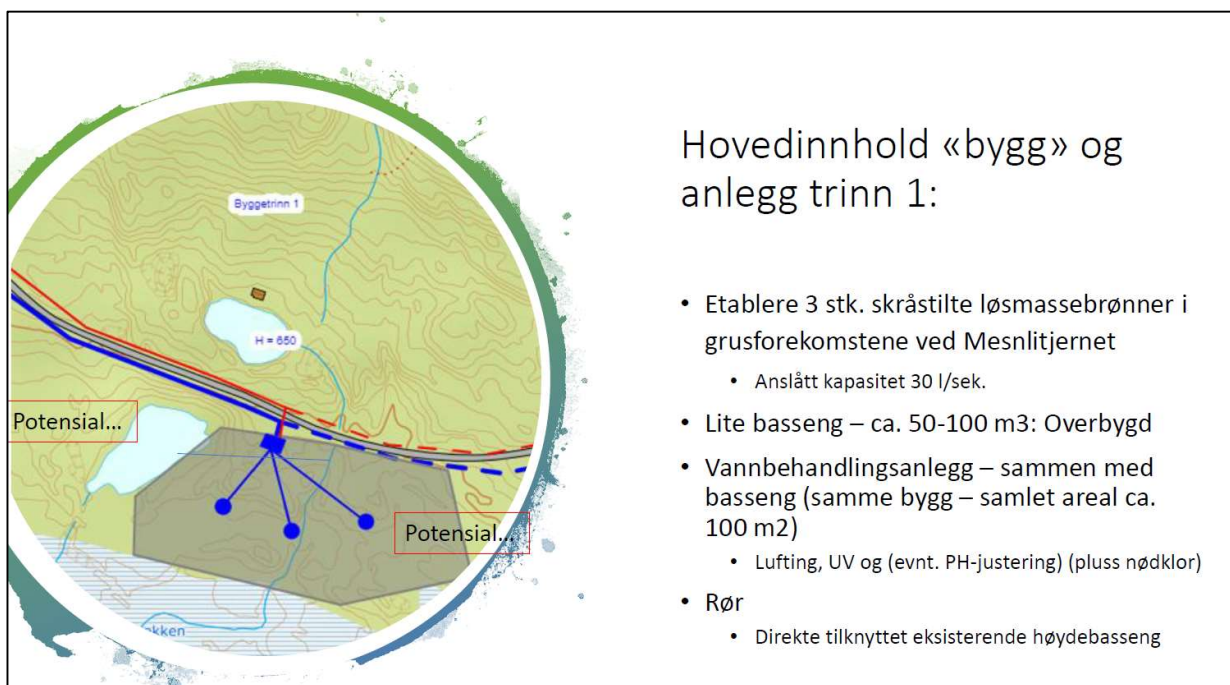 Hovedinnhold «bygg» og
anlegg trinn 1:
• Etablere 3 stk. skråstilte løsmassebrønner i
grusforekomstene ved Mesnlitjernet
• Anslått kapasitet 30 l/sek.
• Lite basseng – ca. 50-100 m3: Overbygd
• Vannbehandlingsanlegg – sammen med
basseng (samme bygg – samlet areal ca.
100 m2)
• Lufting, UV og (evnt. PH-justering) (pluss nødklor)
• Rør
• Direkte tilknyttet eksisterende høydebasseng
Byggetrinn 1
H = 650
Potensial...
Potensial...
kken